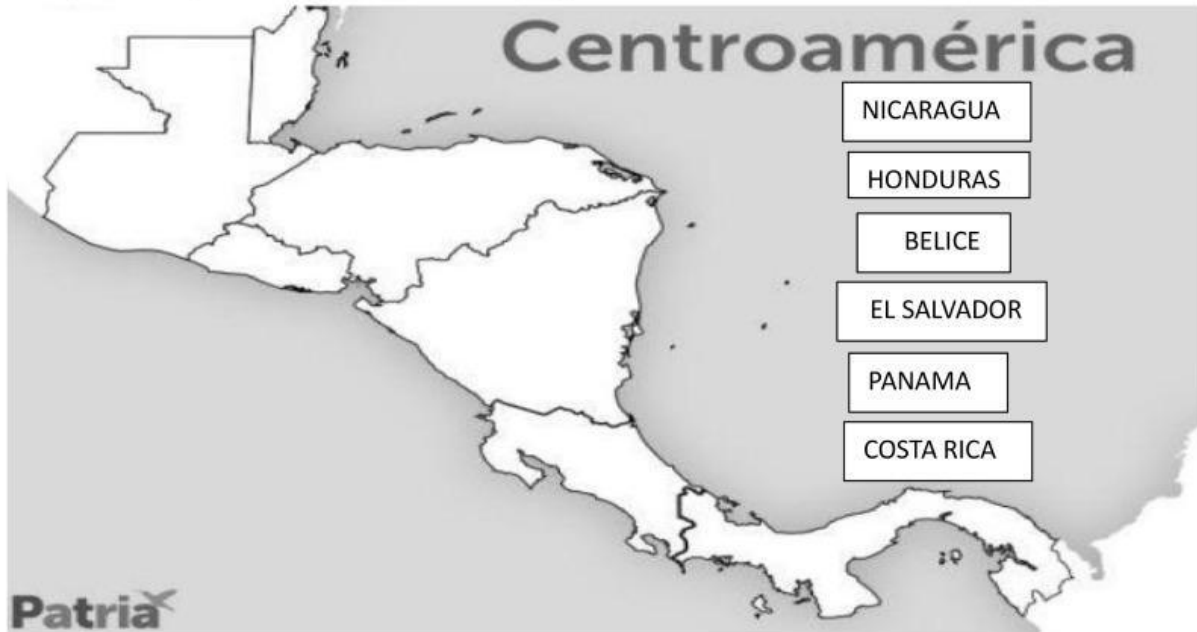 Centroamérica
NICARAGUA
HONDURAS
BELICE
EL SALVADOR
PANAMA
COSTA RICA
Patria